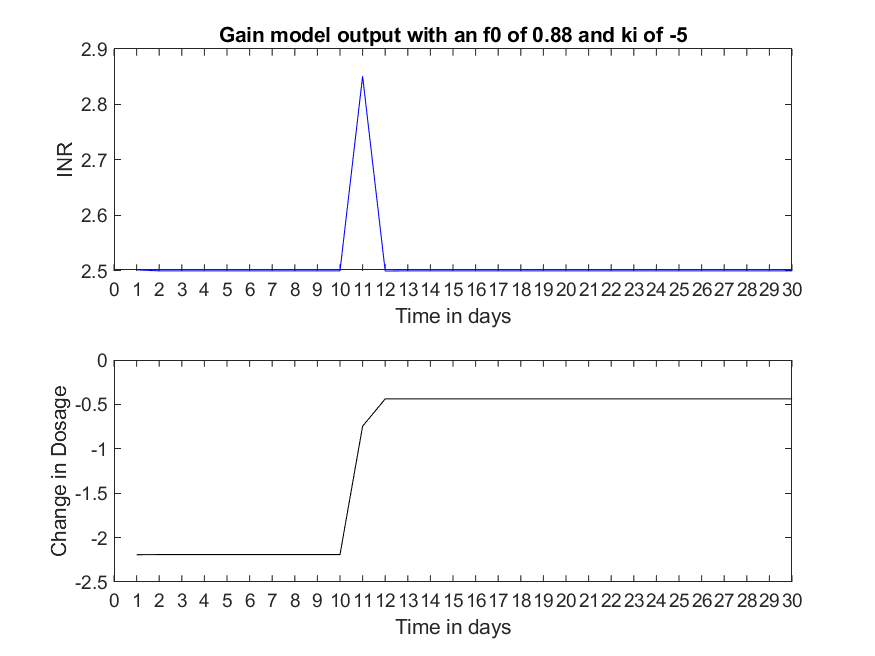 Gain model output with an f0 of 0.88 and ki of -5
2.9
2.8
2.7
2.6
2.5
INR
0 1 2 3 4 5 6 7 8 9 10 11 12 13 14 15 16 17 18 19 20 21 22 23 24 25 26 27 28 29 30
Time in days
0
-0.5
-1
-1.5
-2
-2.5
Change in Dosage
0 1 2 3 4 5 6 7 8 9 10 11 12 13 14 15 16 17 18 19 20 21 22 23 24 25 26 27 28 29 30
Time in days